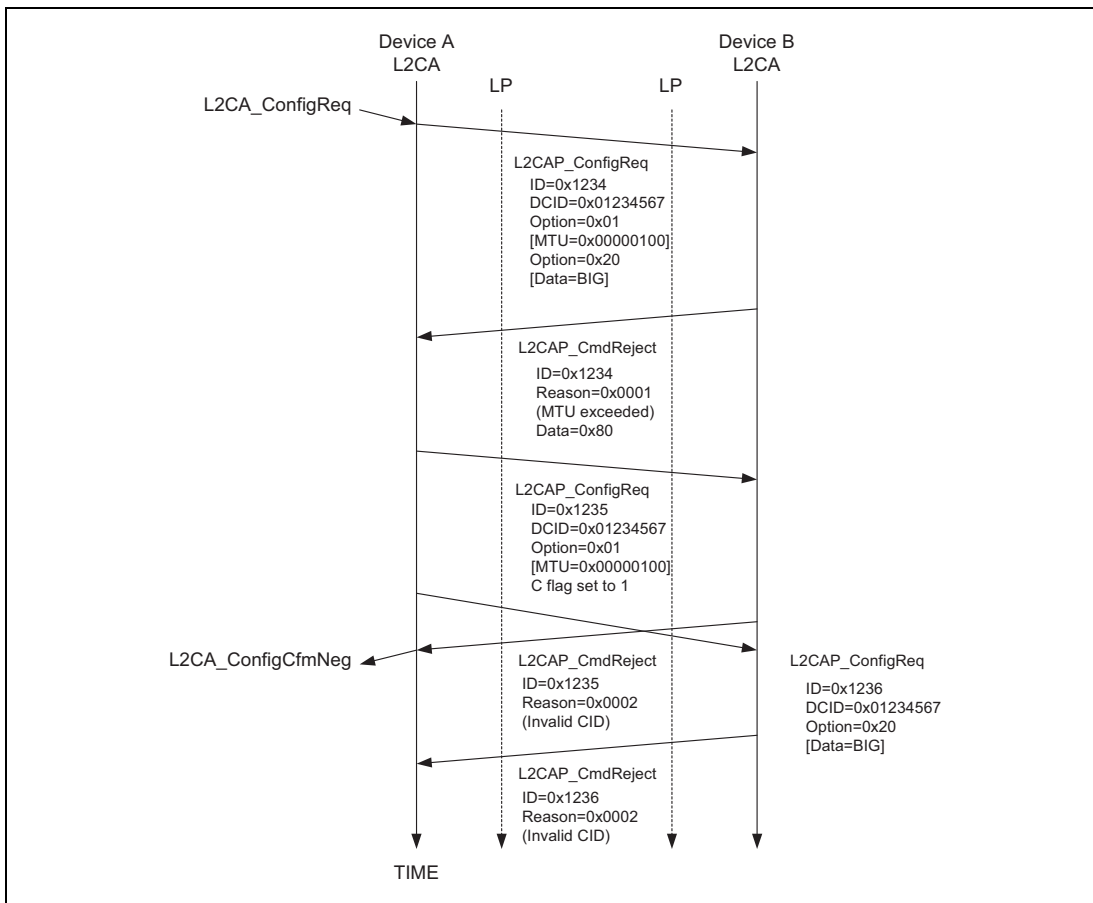 Device A
L2CA
Device B
L2CA
LP
LP
L2CA_ConfigReq
L2CAP_ConfigReq
ID=0x1234
DCID=0x01234567
Option=0x01
[MTU=0x00000100]
Option=0x20
[Data=BIG]
L2CAP_CmdReject
ID=0x1234
Reason=0x0001
(MTU exceeded)
Data=0x80
L2CAP_ConfigReq
ID=0x1235
DCID=0x01234567
Option=0x01
[MTU=0x00000100]
C flag set to 1
L2CA_ConfigCfmNeg
L2CAP_CmdReject
ID=0x1235
Reason=0x0002
(Invalid CID)
L2CAP_ConfigReq
ID=0x1236
DCID=0x01234567
Option=0x20
[Data=BIG]
L2CAP_CmdReject
ID=0x1236
Reason=0x0002
(Invalid CID)
TIME